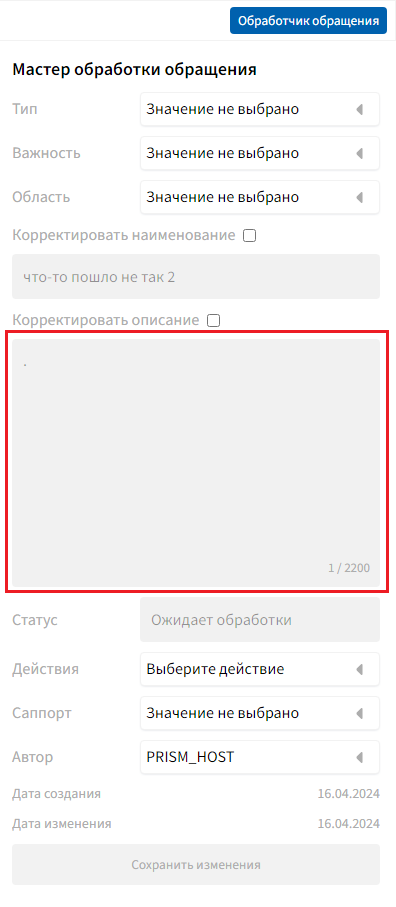 Обработчик обращения
Мастер обработки обращения
Тип Значение не выбрано
Важность Значение не выбрано
Область Значение не выбрано
Корректировать наименование
что-то пошло не так 2
Корректировать описание
.
1 / 2200
Статус Ожидает обработки
Действия Выберите действие
Саппорт Значение не выбрано
Автор PRISM_HOST
Дата создания 16.04.2024
Дата изменения 16.04.2024
Сохранить изменения